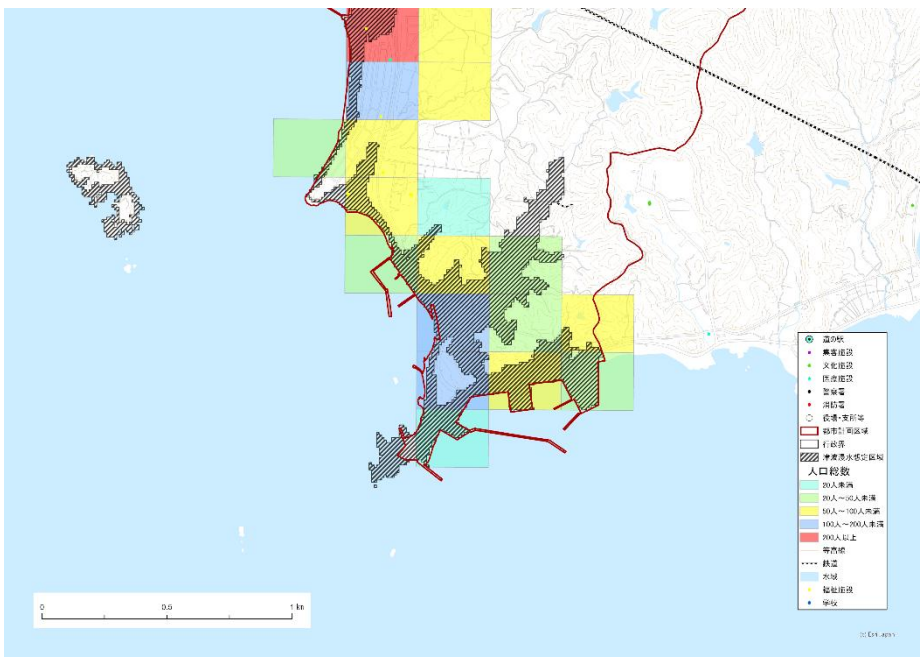 道の駅
集客施設
文化施設
医療施設
警察署
消防署
役場・支所等
都市計画区域
行政界
津波浸水想定区域
人口総数
20人未満
20人～50人未満
50人～100人未満
100人～200人未満
200人以上
等高線
鉄道
水域
福祉施設
学校
0
0.5
1 km
(c) Esri Japan